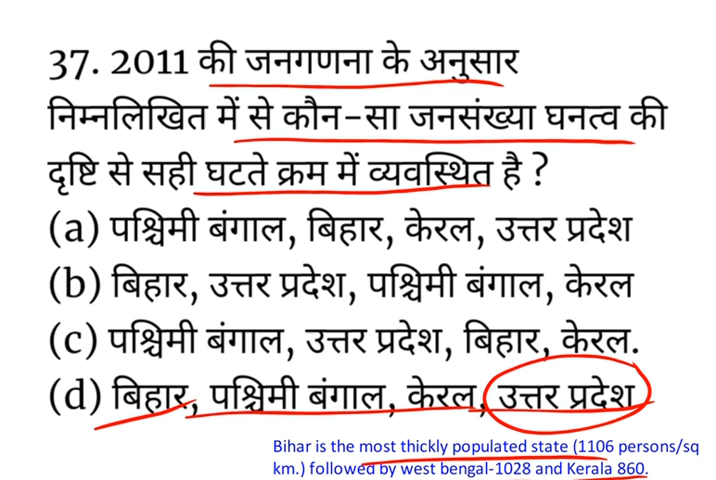 37. 2011 की जनगणना के अनुसार
निम्नलिखित में से कौन-सा जनसंख्या घनत्व की
दृष्टि से सही घटते क्रम में व्यवस्थित है ?
(a) पश्चिमी बंगाल, बिहार, केरल, उत्तर प्रदेश
(b) बिहार, उत्तर प्रदेश, पश्चिमी बंगाल, केरल
(c) पश्चिमी बंगाल, उत्तर प्रदेश, बिहार, केरल.
(d) बिहार, पश्चिमी बंगाल, केरल, उत्तर प्रदेश
Bihar is the most thickly populated state (1106 persons/sq
km.) followed by west bengal-1028 and Kerala 860.